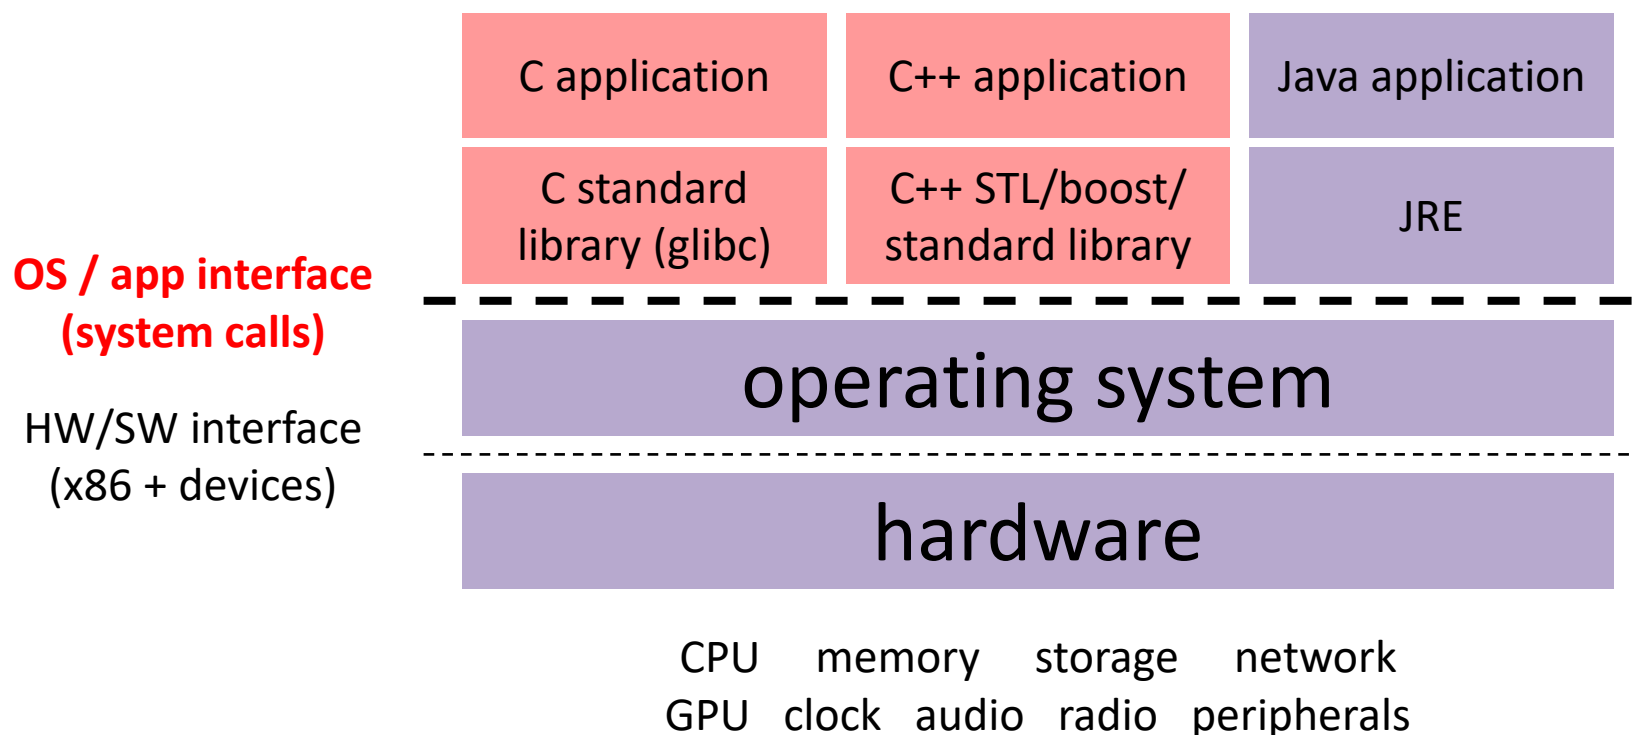 C application
C++ application
Java application
C standard
library (glibc)
C++ STL/boost/
standard library
JRE
OS / app interface
(system calls)
operating system
HW/SW interface
(x86 + devices)
hardware
CPU memory storage network
GPU clock audio radio peripherals